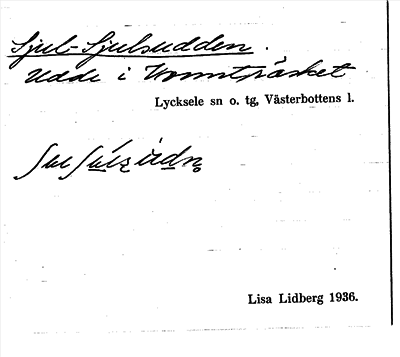 Sjul-Sjulsudden.
Udde i Vormträsket
Lycksele sn o. tg, Västerbottens l.
Lisa Lidberg 1936.